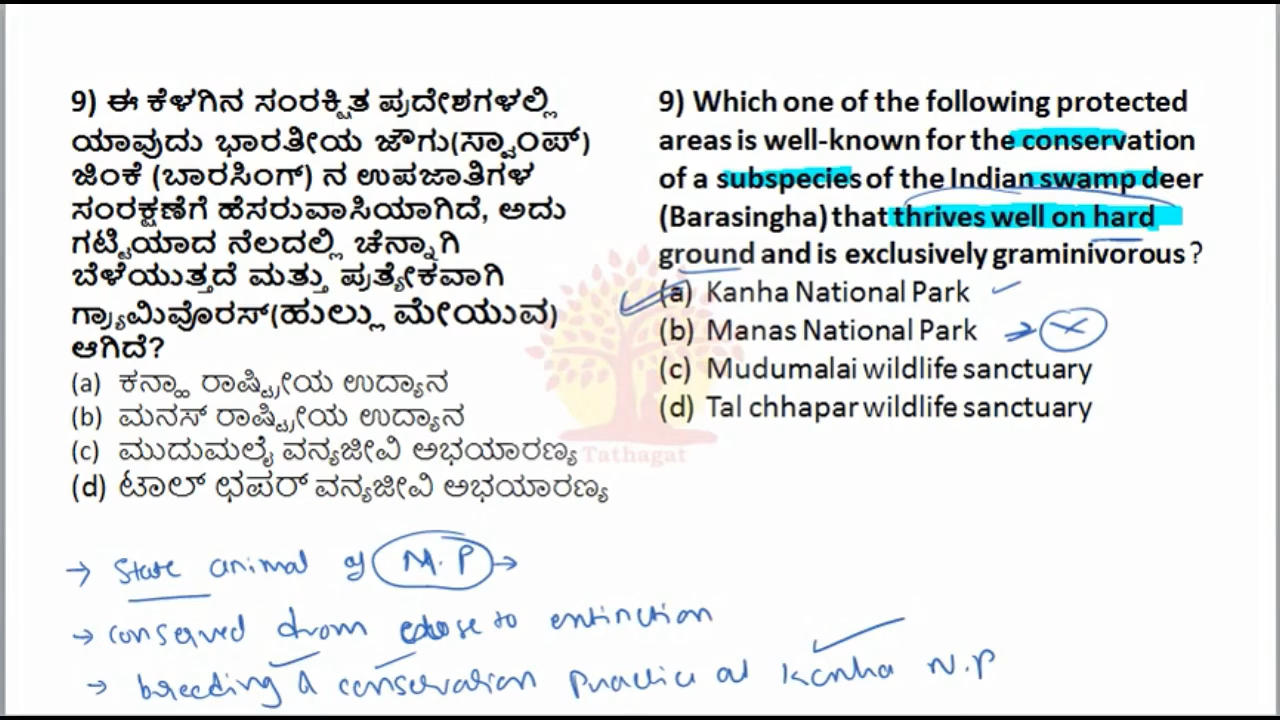 9) ಈ ಕೆಳಗಿನ ಸಂರಕ್ಷಿತ ಪ್ರದೇಶಗಳಲ್ಲಿ
ಯಾವುದು ಭಾರತೀಯ ಜೌಗು(ಸ್ವಾಂಪ್)
ಜಿಂಕೆ (ಬಾರಸಿಂಗ್) ನ ಉಪಜಾತಿಗಳ
ಸಂರಕ್ಷಣೆಗೆ ಹೆಸರುವಾಸಿಯಾಗಿದೆ, ಅದು
ಗಟ್ಟಿಯಾದ ನೆಲದಲ್ಲಿ ಚೆನ್ನಾಗಿ
ಬೆಳೆಯುತ್ತದೆ ಮತ್ತು ಪ್ರತ್ಯೇಕವಾಗಿ
ಗ್ರ್ಯಾಮಿವೊರಸ್(ಹುಲ್ಲು ಮೇಯುವ)
ಆಗಿದೆ?
(a) ಕನ್ಹಾ ರಾಷ್ಟ್ರೀಯ ಉದ್ಯಾನ
(b) ಮನಸ್ ರಾಷ್ಟ್ರೀಯ ಉದ್ಯಾನ
(c) ಮುದುಮಲೈ ವನ್ಯಜೀವಿ ಅಭಯಾರಣ್ಯ
(d) ಟಾಲ್ ಛಪರ್ ವನ್ಯಜೀವಿ ಅಭಯಾರಣ್ಯ
9) Which one of the following protected
areas is well-known for the conservation
of a subspecies of the Indian swamp deer
(Barasingha) that thrives well on hard
ground and is exclusively graminivorous?
(a) Kanha National Park
(b) Manas National Park
(c) Mudumalai wildlife sanctuary
(d) Tal chhapar wildlife sanctuary
Tathagat
→ State animal of M.P →
→ conserved from close to extinction
→ breeding & conservation practice at kanha N.P